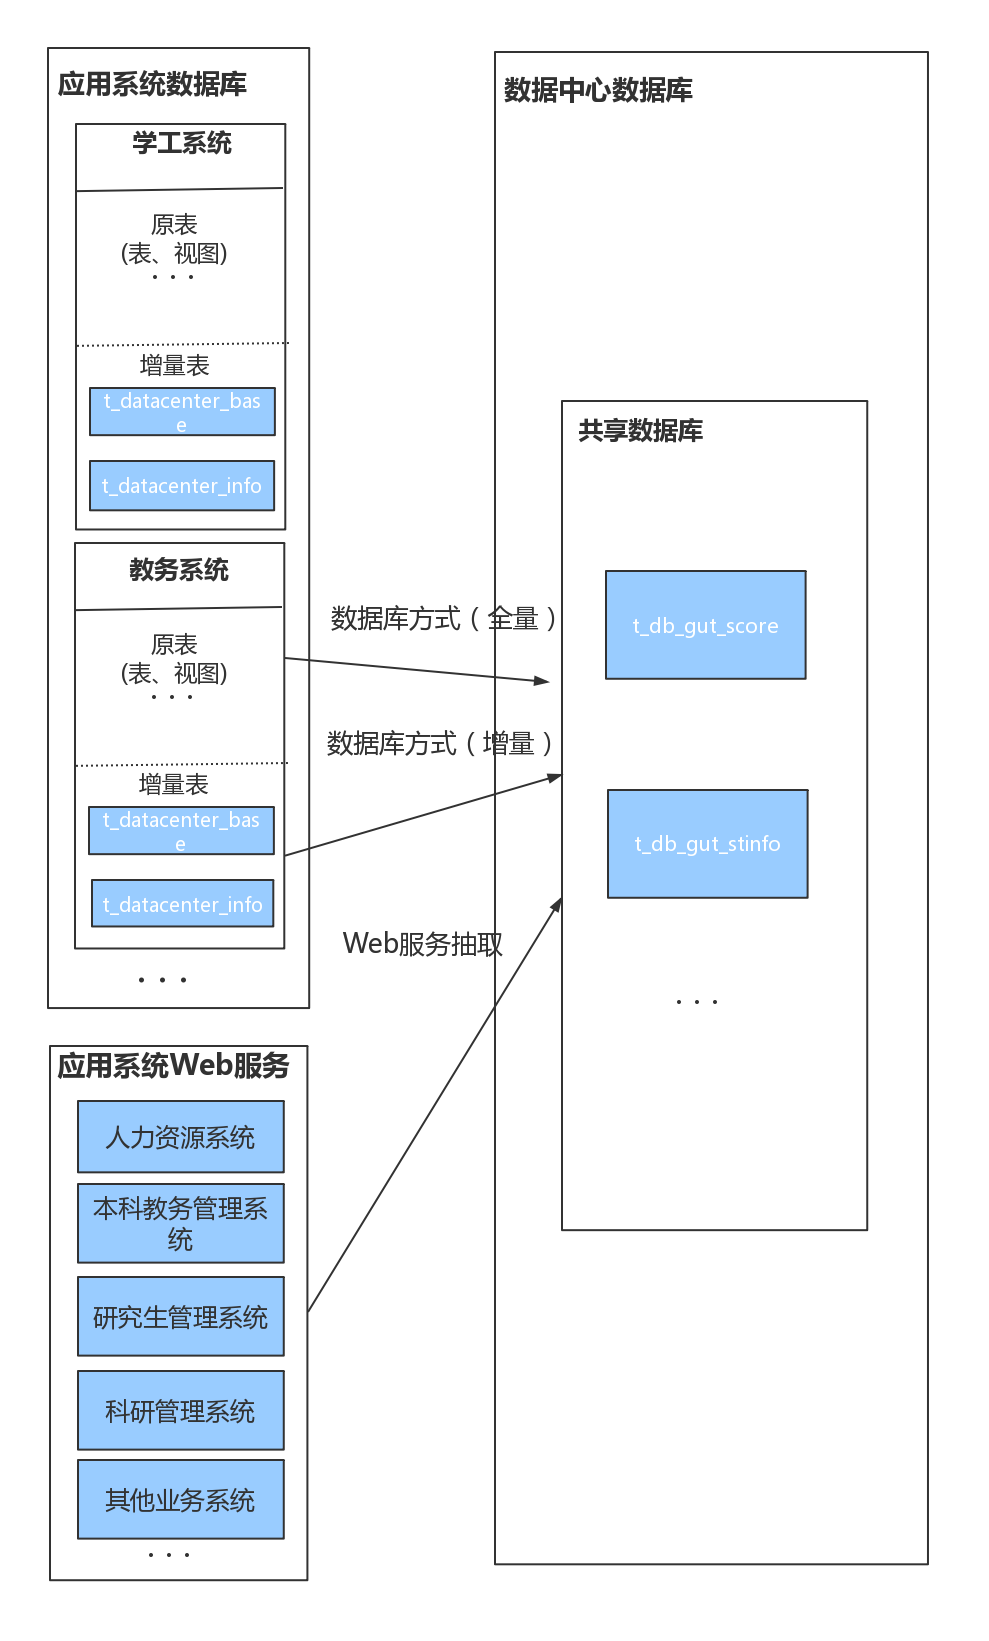 应用系统数据库
学工系统
原表
(表、视图)
· · ·
增量表
t_datacenter_bas
e
t_datacenter_info
教务系统
原表
(表、视图)
· · ·
增量表
t_datacenter_bas
e
t_datacenter_info
· · ·
应用系统Web服务
人力资源系统
本科教务管理系
统
研究生管理系统
科研管理系统
其他业务系统
· · ·
数据库方式（全量）
数据库方式（增量）
Web服务抽取
数据中心数据库
共享数据库
t_db_gut_score
t_db_gut_stinfo
· · ·